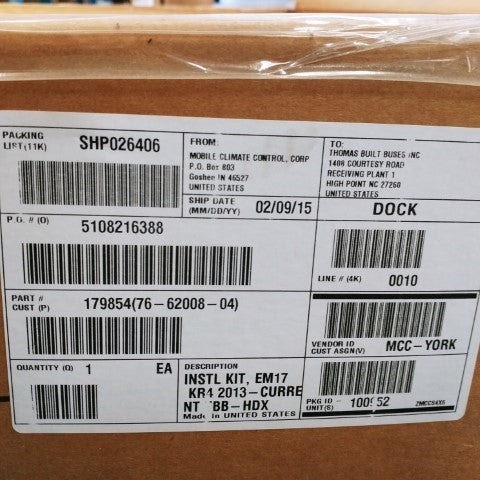 PACKING
LIST(11K)
SHP026406
FROM:
MOBILE CLIMATE CONTROL, CORP
P.O. Box 803
Goshen IN 46527
UNITED STATES
TO:
THOMAS BUILT BUSES INC
1408 COURTESY ROAD
RECEIVING PLANT 1
HIGH POINT NC 27260
UNITED STATES
SHIP DATE
(MM/DD/YY) 02/09/15
DOCK
P.O. # (O) 5108216388
LINE # (4K) 0010
PART #
CUST (P) 179854(76-62008-04)
VENDOR ID
CUST ASGN(V) MCC-YORK
QUANTITY (Q) 1 EA
DESCRIPTION
INSTL KIT, EM17
KR4 2013-CURRE
NT BB-HDX
Made in UNITED STATES
PKG ID -
UNIT(S)